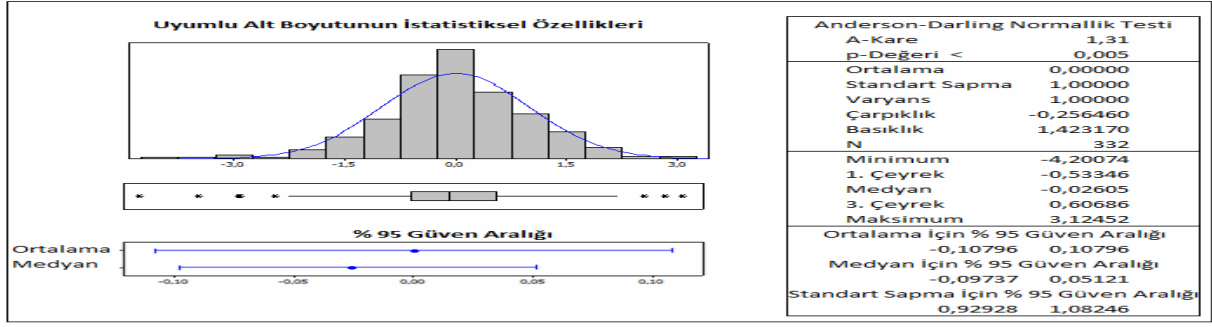 Uyumlu Alt Boyutunun İstatistiksel Özellikleri
-3,0 -1,5 0,0 1,5 3,0
% 95 Güven Aralığı
Ortalama
Medyan
-0,10 -0,05 0,00 0,05 0,10
Anderson-Darling Normallik Testi
A-Kare 1,31
p-Değeri < 0,005
Ortalama 0,00000
Standart Sapma 1,00000
Varyans 1,00000
Çarpıklık -0,256460
Basıklık 1,423170
N 332
Minimum -4,20074
1. Çeyrek -0,53346
Medyan -0,02605
3. Çeyrek 0,60686
Maksimum 3,12452
Ortalama İçin % 95 Güven Aralığı
-0,10796 0,10796
Medyan İçin % 95 Güven Aralığı
-0,09737 0,05121
Standart Sapma İçin % 95 Güven Aralığı
0,92928 1,08246